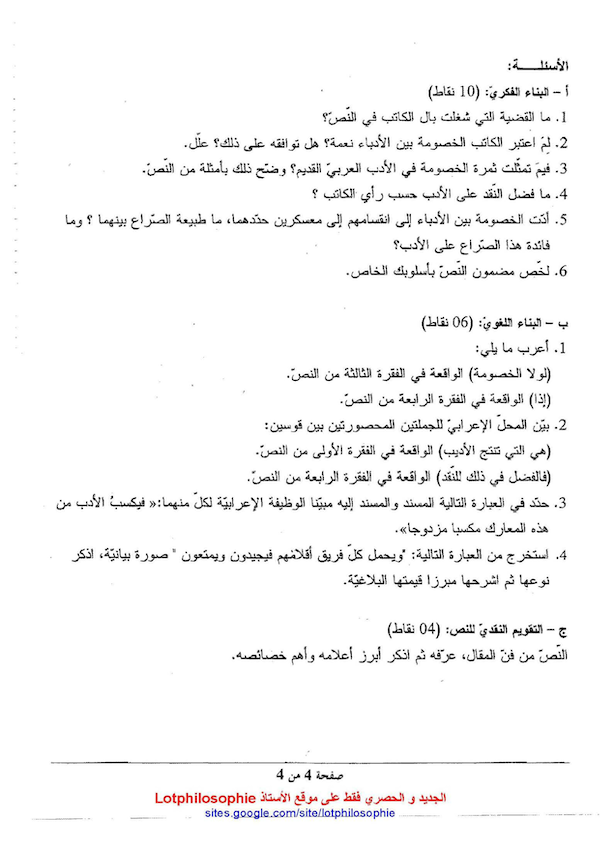 الأسئلــــة:
أ – البناء الفكريّ: (10 نقاط)
1. ما القضية التي شغلت بال الكاتب في النّصّ؟
2. لِمَ اعتبر الكاتب الخصومة بين الأدباء نعمة؟ هل توافقه على ذلك؟ علّل.
3. فيمَ تمثّلت ثمرة الخصومة في الأدب العربيّ القديم؟ وضّح ذلك بأمثلة من النّصّ.
4. ما فضل النّقد على الأدب حسب رأي الكاتب ؟
5. أدّت الخصومة بين الأدباء إلى انقسامهم إلى معسكرين حدّدهما، ما طبيعة الصّراع بينهما ؟ وما
فائدة هذا الصّراع على الأدب؟
6. لخّص مضمون النّصّ بأسلوبك الخاص.
ب – البناء اللغويّ: (06 نقاط)
1. أعرب ما يلي:
(لولا الخصومة) الواقعة في الفقرة الثالثة من النصّ.
(إذا) الواقعة في الفقرة الرابعة من النصّ.
2. بيّن المحلّ الإعرابيّ للجملتين المحصورتين بين قوسين:
(هي التي تنتج الأديب) الواقعة في الفقرة الأولى من النصّ.
(فالفضل في ذلك للنّقد) الواقعة في الفقرة الرابعة من النصّ.
3. حدّد في العبارة التالية المسند والمسند إليه مبيّنا الوظيفة الإعرابيّة لكلّ منهما:« فيكسبُ الأدب من
هذه المعارك مكسبا مزدوجا».
4. استخرج من العبارة التالية: "ويحمل كلّ فريق أقلامَهم فيجيدون ويمتعون " صورة بيانيّة، اذكر
نوعها ثم اشرحها مبرزا قيمتها البلاغيّة.
ج – التقويم النقديّ للنص: (04 نقاط)
النّصّ من فنّ المقال، عرّفه ثم اذكر أبرز أعلامه وأهم خصائصه.
صفحة 4 من 4
الجديد و الحصري فقط على موقع الأستاذ Lotphilosophie
sites.google.com/site/lotphilosophie